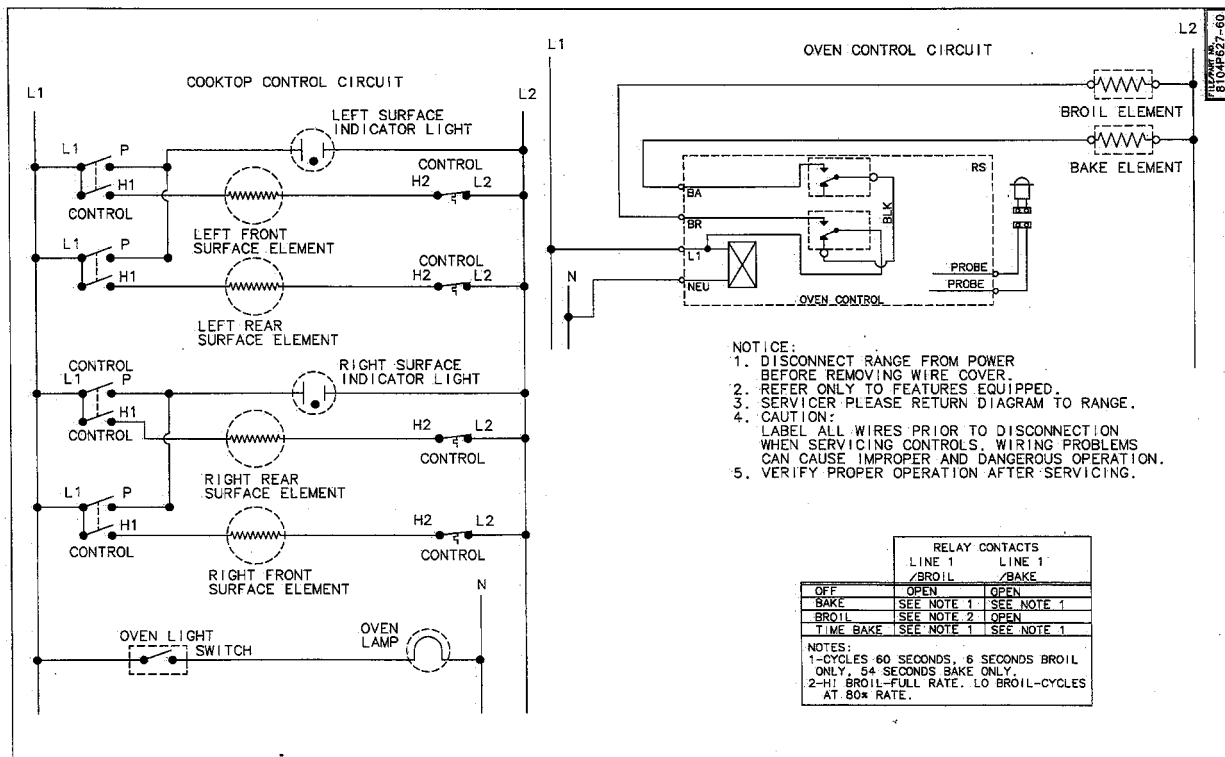 FILE/PART NO.
8104P627-60
COOKTOP CONTROL CIRCUIT
L1
L2
LEFT SURFACE
INDICATOR LIGHT
L1
P
H1
CONTROL
LEFT FRONT
SURFACE ELEMENT
CONTROL
H2
L2
L1
P
H1
LEFT REAR
SURFACE ELEMENT
CONTROL
H2
L2
CONTROL
L1
P
H1
CONTROL
RIGHT SURFACE
INDICATOR LIGHT
RIGHT REAR
SURFACE ELEMENT
H2
L2
CONTROL
L1
P
H1
CONTROL
RIGHT FRONT
SURFACE ELEMENT
H2
L2
CONTROL
N
OVEN LIGHT
SWITCH
OVEN
LAMP
OVEN CONTROL CIRCUIT
L1
L2
BROIL ELEMENT
BAKE ELEMENT
RS
BA
BR
L1
NEU
N
BLK
PROBE
PROBE
OVEN CONTROL
NOTICE:
1. DISCONNECT RANGE FROM POWER
BEFORE REMOVING WIRE COVER.
2. REFER ONLY TO FEATURES EQUIPPED.
3. SERVICER PLEASE RETURN DIAGRAM TO RANGE.
4. CAUTION:
LABEL ALL WIRES PRIOR TO DISCONNECTION
WHEN SERVICING CONTROLS. WIRING PROBLEMS
CAN CAUSE IMPROPER AND DANGEROUS OPERATION.
5. VERIFY PROPER OPERATION AFTER SERVICING.
RELAY CONTACTS
LINE 1 LINE 1
/BROIL /BAKE
OFF OPEN OPEN
BAKE SEE NOTE 1 SEE NOTE 1
BROIL SEE NOTE 2 OPEN
TIME BAKE SEE NOTE 1 SEE NOTE 1
NOTES:
1-CYCLES 60 SECONDS, 6 SECONDS BROIL
ONLY, 54 SECONDS BAKE ONLY.
2-HI BROIL-FULL RATE. LO BROIL-CYCLES
AT 80% RATE.